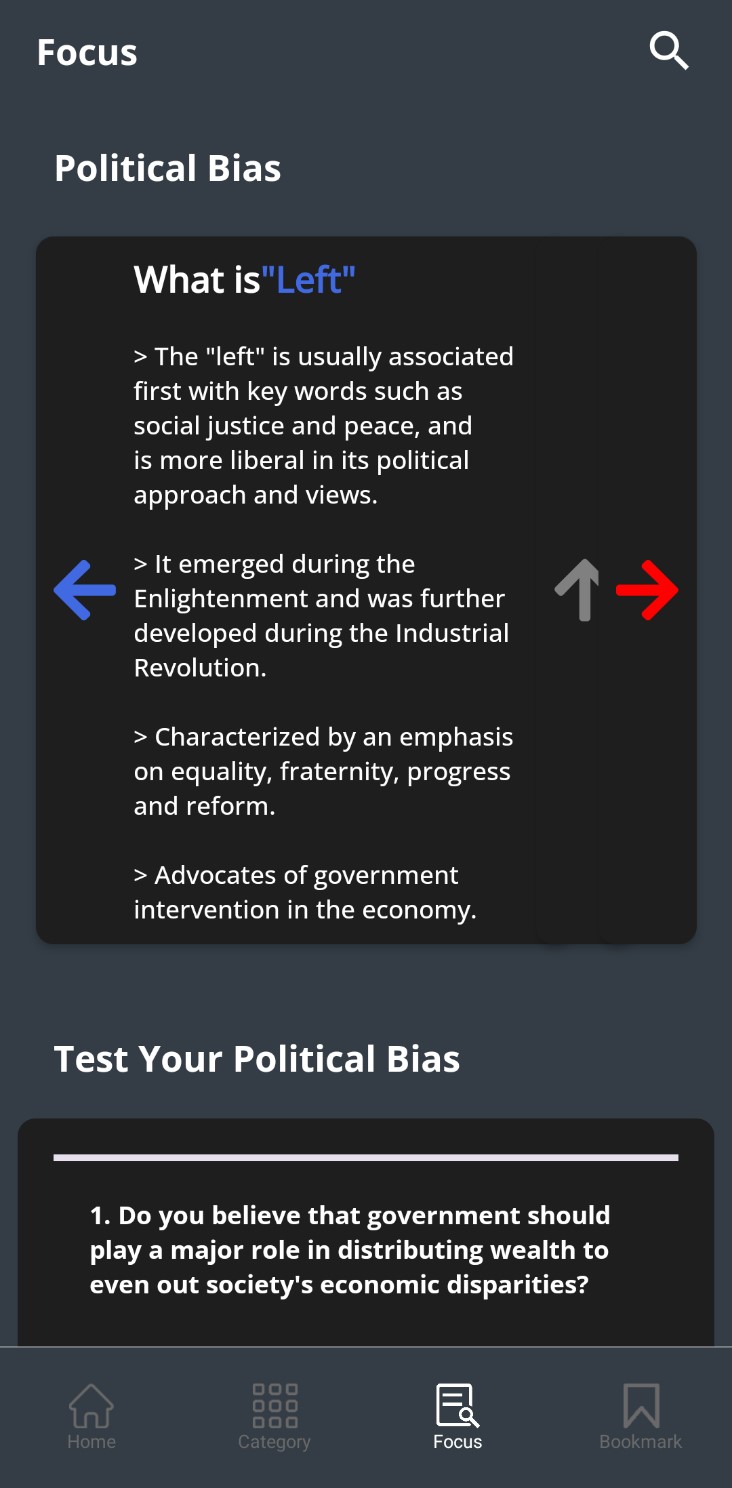 Focus
Political Bias
What is"Left"
> The "left" is usually associated
first with key words such as
social justice and peace, and
is more liberal in its political
approach and views.
> It emerged during the
Enlightenment and was further
developed during the Industrial
Revolution.
> Characterized by an emphasis
on equality, fraternity, progress
and reform.
> Advocates of government
intervention in the economy.
Test Your Political Bias
1. Do you believe that government should
play a major role in distributing wealth to
even out society's economic disparities?
Home
Category
Focus
Bookmark